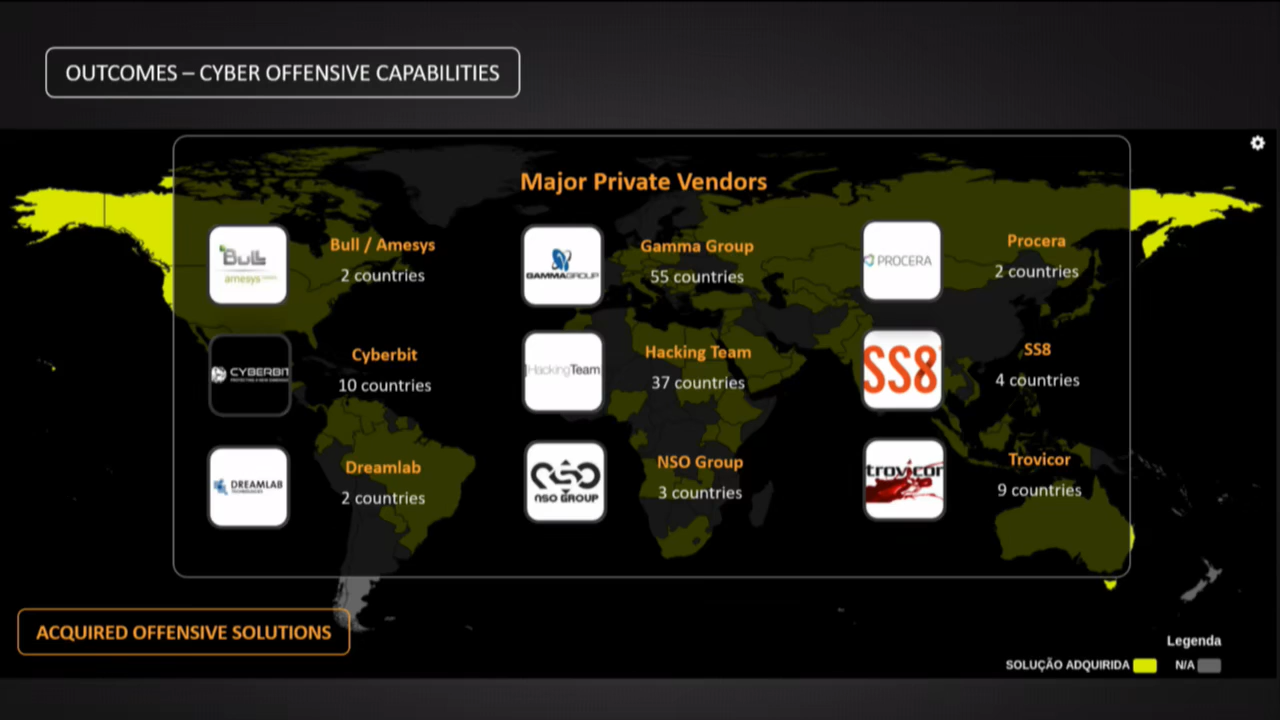 OUTCOMES – CYBER OFFENSIVE CAPABILITIES
Major Private Vendors
Bull
amesys
Bull / Amesys
2 countries
GAMMAGROUP
Gamma Group
55 countries
PROCERA
Procera
2 countries
CYBERBIT
Cyberbit
10 countries
]HackingTeam[
Hacking Team
37 countries
SS8
SS8
4 countries
DREAMLAB
TECHNOLOGIES
Dreamlab
2 countries
NSO GROUP
NSO Group
3 countries
trovicor
Trovicor
9 countries
ACQUIRED OFFENSIVE SOLUTIONS
Legenda
SOLUÇÃO ADQUIRIDA N/A